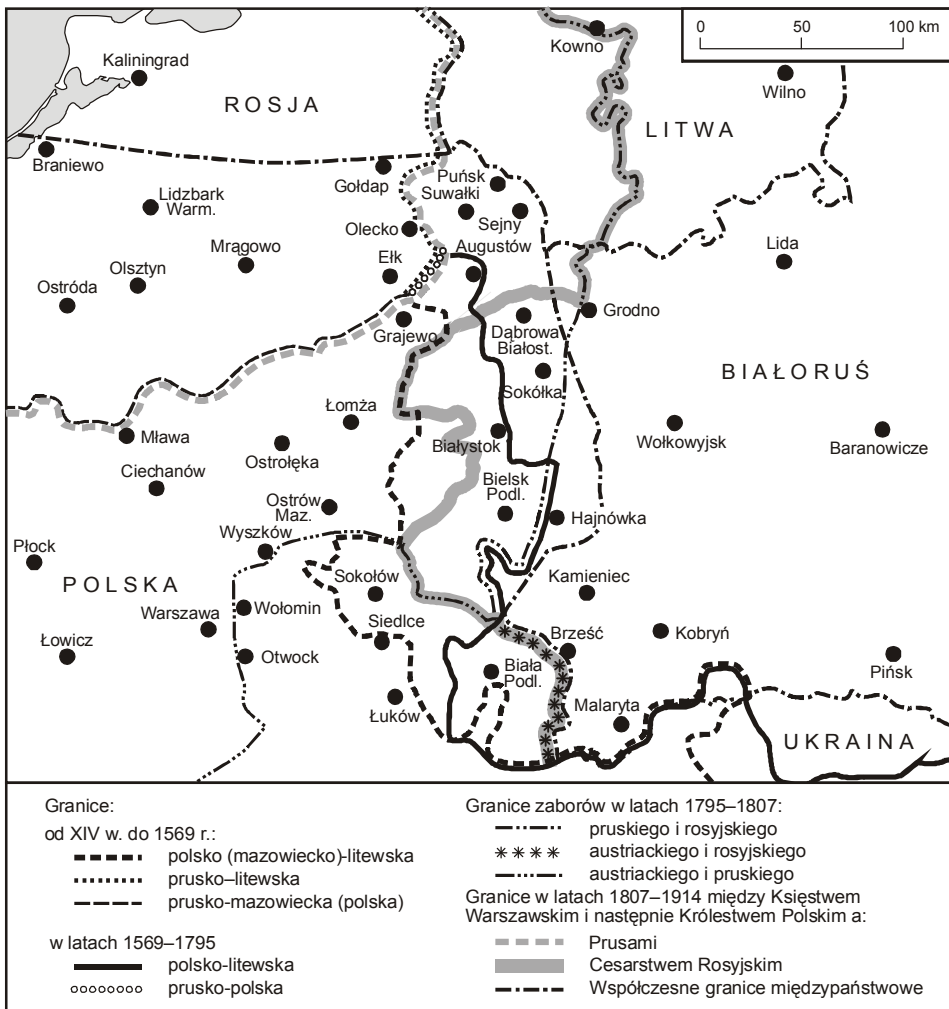 0 50 100 km
Kowno
Kaliningrad
Wilno
ROSJA
LITWA
Braniewo
Gołdap
Puńsk
Suwałki
Lidzbark
Warm.
Sejny
Olecko
Mrągowo
Augustów
Lida
Ełk
Olsztyn
Ostróda
Grodno
Grajewo
Dąbrowa
Białost.
BIAŁORUŚ
Sokółka
Łomża
Mława
Białystok
Wołkowyjsk
Baranowicze
Ostrołęka
Ciechanów
Bielsk
Podl.
Ostrów
Maz.
Hajnówka
Wyszków
Płock
POLSKA
Sokołów
Kamieniec
Warszawa
Wołomin
Siedlce
Brześć
Kobryń
Łowicz
Otwock
Biała
Podl.
Pińsk
Łuków
Malaryta
UKRAINA
Granice:
od XIV w. do 1569 r.:
polsko (mazowiecko)-litewska
prusko–litewska
prusko-mazowiecka (polska)
w latach 1569–1795
polsko-litewska
prusko-polska
Granice zaborów w latach 1795–1807:
pruskiego i rosyjskiego
austriackiego i rosyjskiego
austriackiego i pruskiego
Granice w latach 1807–1914 między Księstwem
Warszawskim i następnie Królestwem Polskim a:
Prusami
Cesarstwem Rosyjskim
Współczesne granice międzypaństwowe